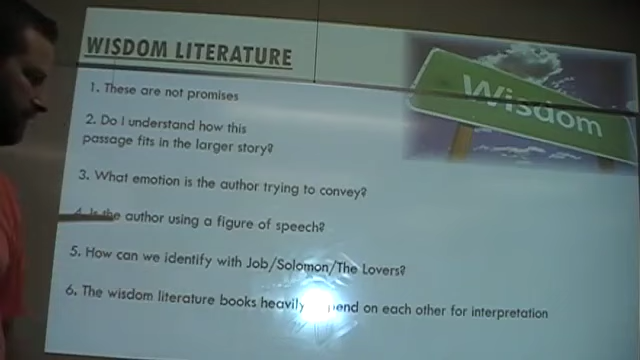 WISDOM LITERATURE
Wisdom
1. These are not promises
2. Do I understand how this
passage fits in the larger story?
3. What emotion is the author trying to convey?
4. Is the author using a figure of speech?
5. How can we identify with Job/Solomon/The Lovers?
6. The wisdom literature books heavily on each other for interpretation